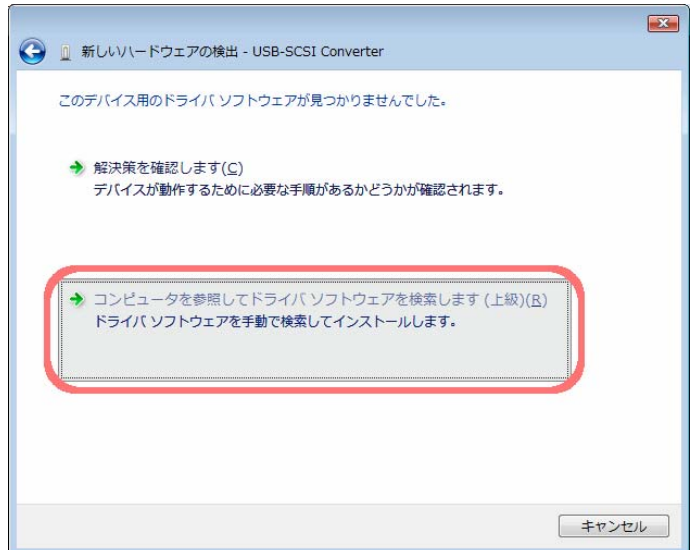 新しいハードウェアの検出 - USB-SCSI Converter
このデバイス用のドライバ ソフトウェアが見つかりませんでした。
解決策を確認します(C)
デバイスが動作するために必要な手順があるかどうかが確認されます。
コンピュータを参照してドライバ ソフトウェアを検索します (上級)(R)
ドライバ ソフトウェアを手動で検索してインストールします。
キャンセル